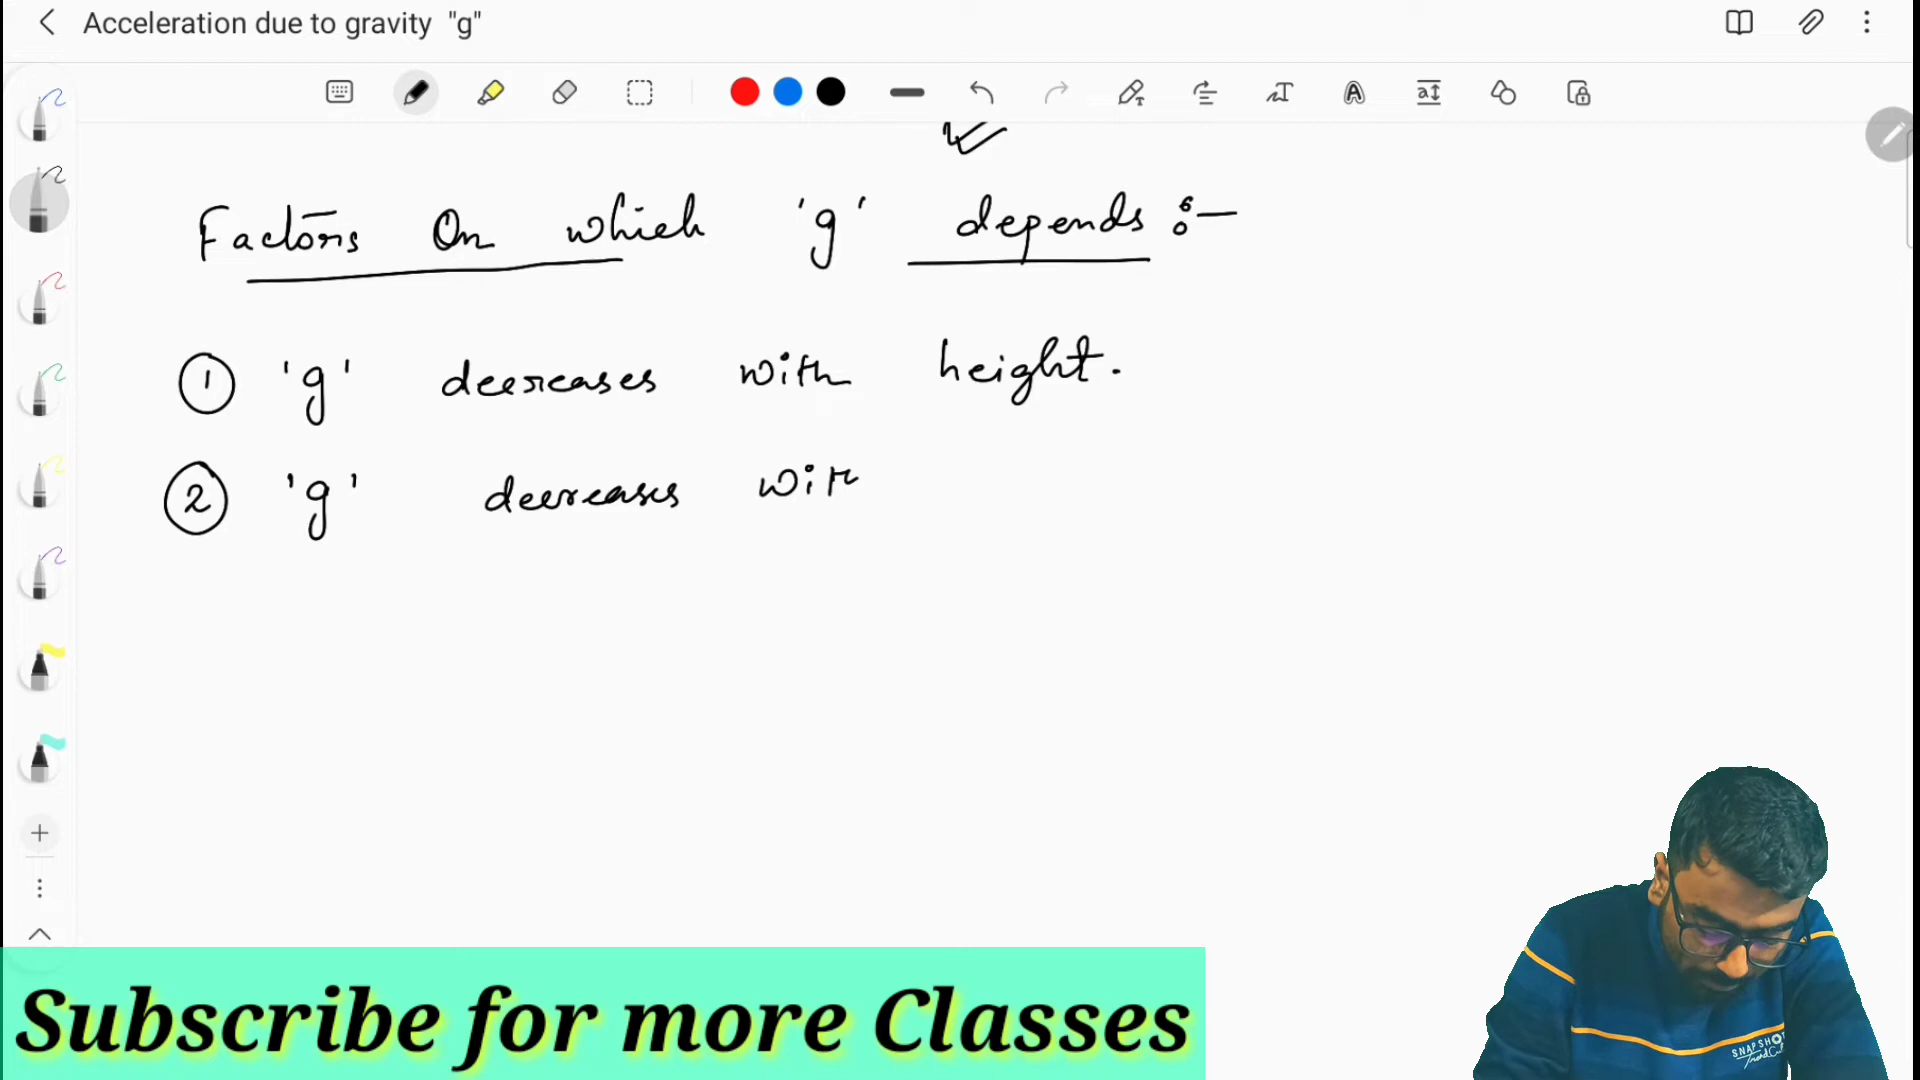 Acceleration due to gravity "g"
Factors On which 'g' depends :-
① 'g' decreases with height.
② 'g' decreases with
Subscribe for more Classes
SNAPSHOT